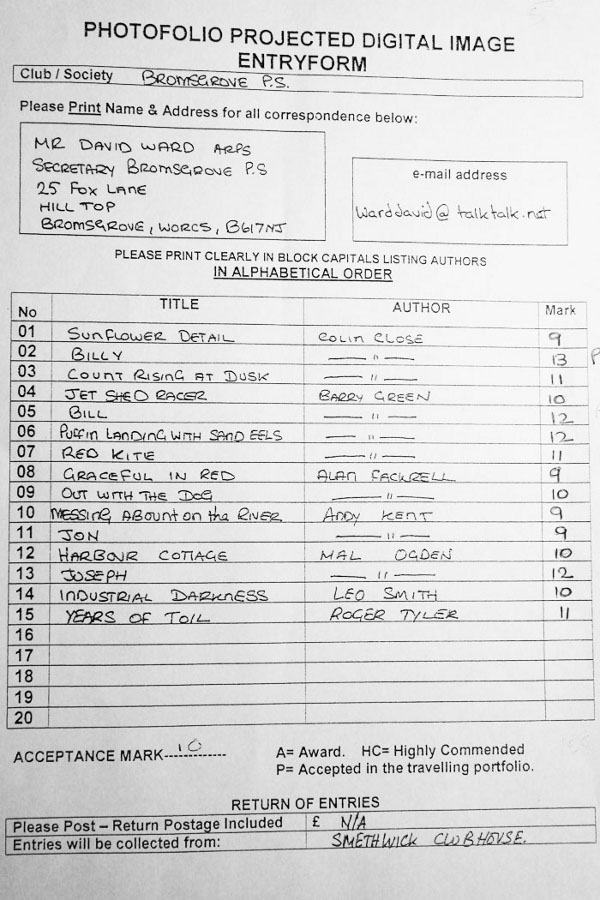 PHOTOFOLIO PROJECTED DIGITAL IMAGE
ENTRYFORM
Club / Society BROMSGROVE P.S.
Please Print Name & Address for all correspondence below:
MR DAVID WARD ARPS
SECRETARY BROMSGROVE P.S
25 FOX LANE
HILL TOP
BROMSGROVE, WORCS, B617NJ
e-mail address
warddavid@talktalk.net
PLEASE PRINT CLEARLY IN BLOCK CAPITALS LISTING AUTHORS
IN ALPHABETICAL ORDER
No TITLE AUTHOR Mark
01 SUNFLOWER DETAIL COLIN CLOSE 9
02 BILLY — " — 13 P
03 COUNT RISING AT DUSK — " — 11
04 JET SHED RACER BARRY GREEN 10
05 BILL — " — 12
06 PUFFIN LANDING WITH SAND EELS — " — 12
07 RED KITE — " — 11
08 GRACEFUL IN RED ALAN FACKRELL 9
09 OUT WITH THE DOG — " — 10
10 MESSING ABOUNT on the RIVER ANDY KENT 9
11 JON — " — 9
12 HARBOUR COTTAGE MAL OGDEN 10
13 JOSEPH — " — 12
14 INDUSTRIAL DARKNESS LEO SMITH 10
15 YEARS OF TOIL ROGER TYLER 11
16
17
18
19
20
ACCEPTANCE MARK--10---------- A= Award. HC= Highly Commended
P= Accepted in the travelling portfolio.
RETURN OF ENTRIES
Please Post – Return Postage Included £ N/A
Entries will be collected from: SMETHWICK CLUBHOUSE.